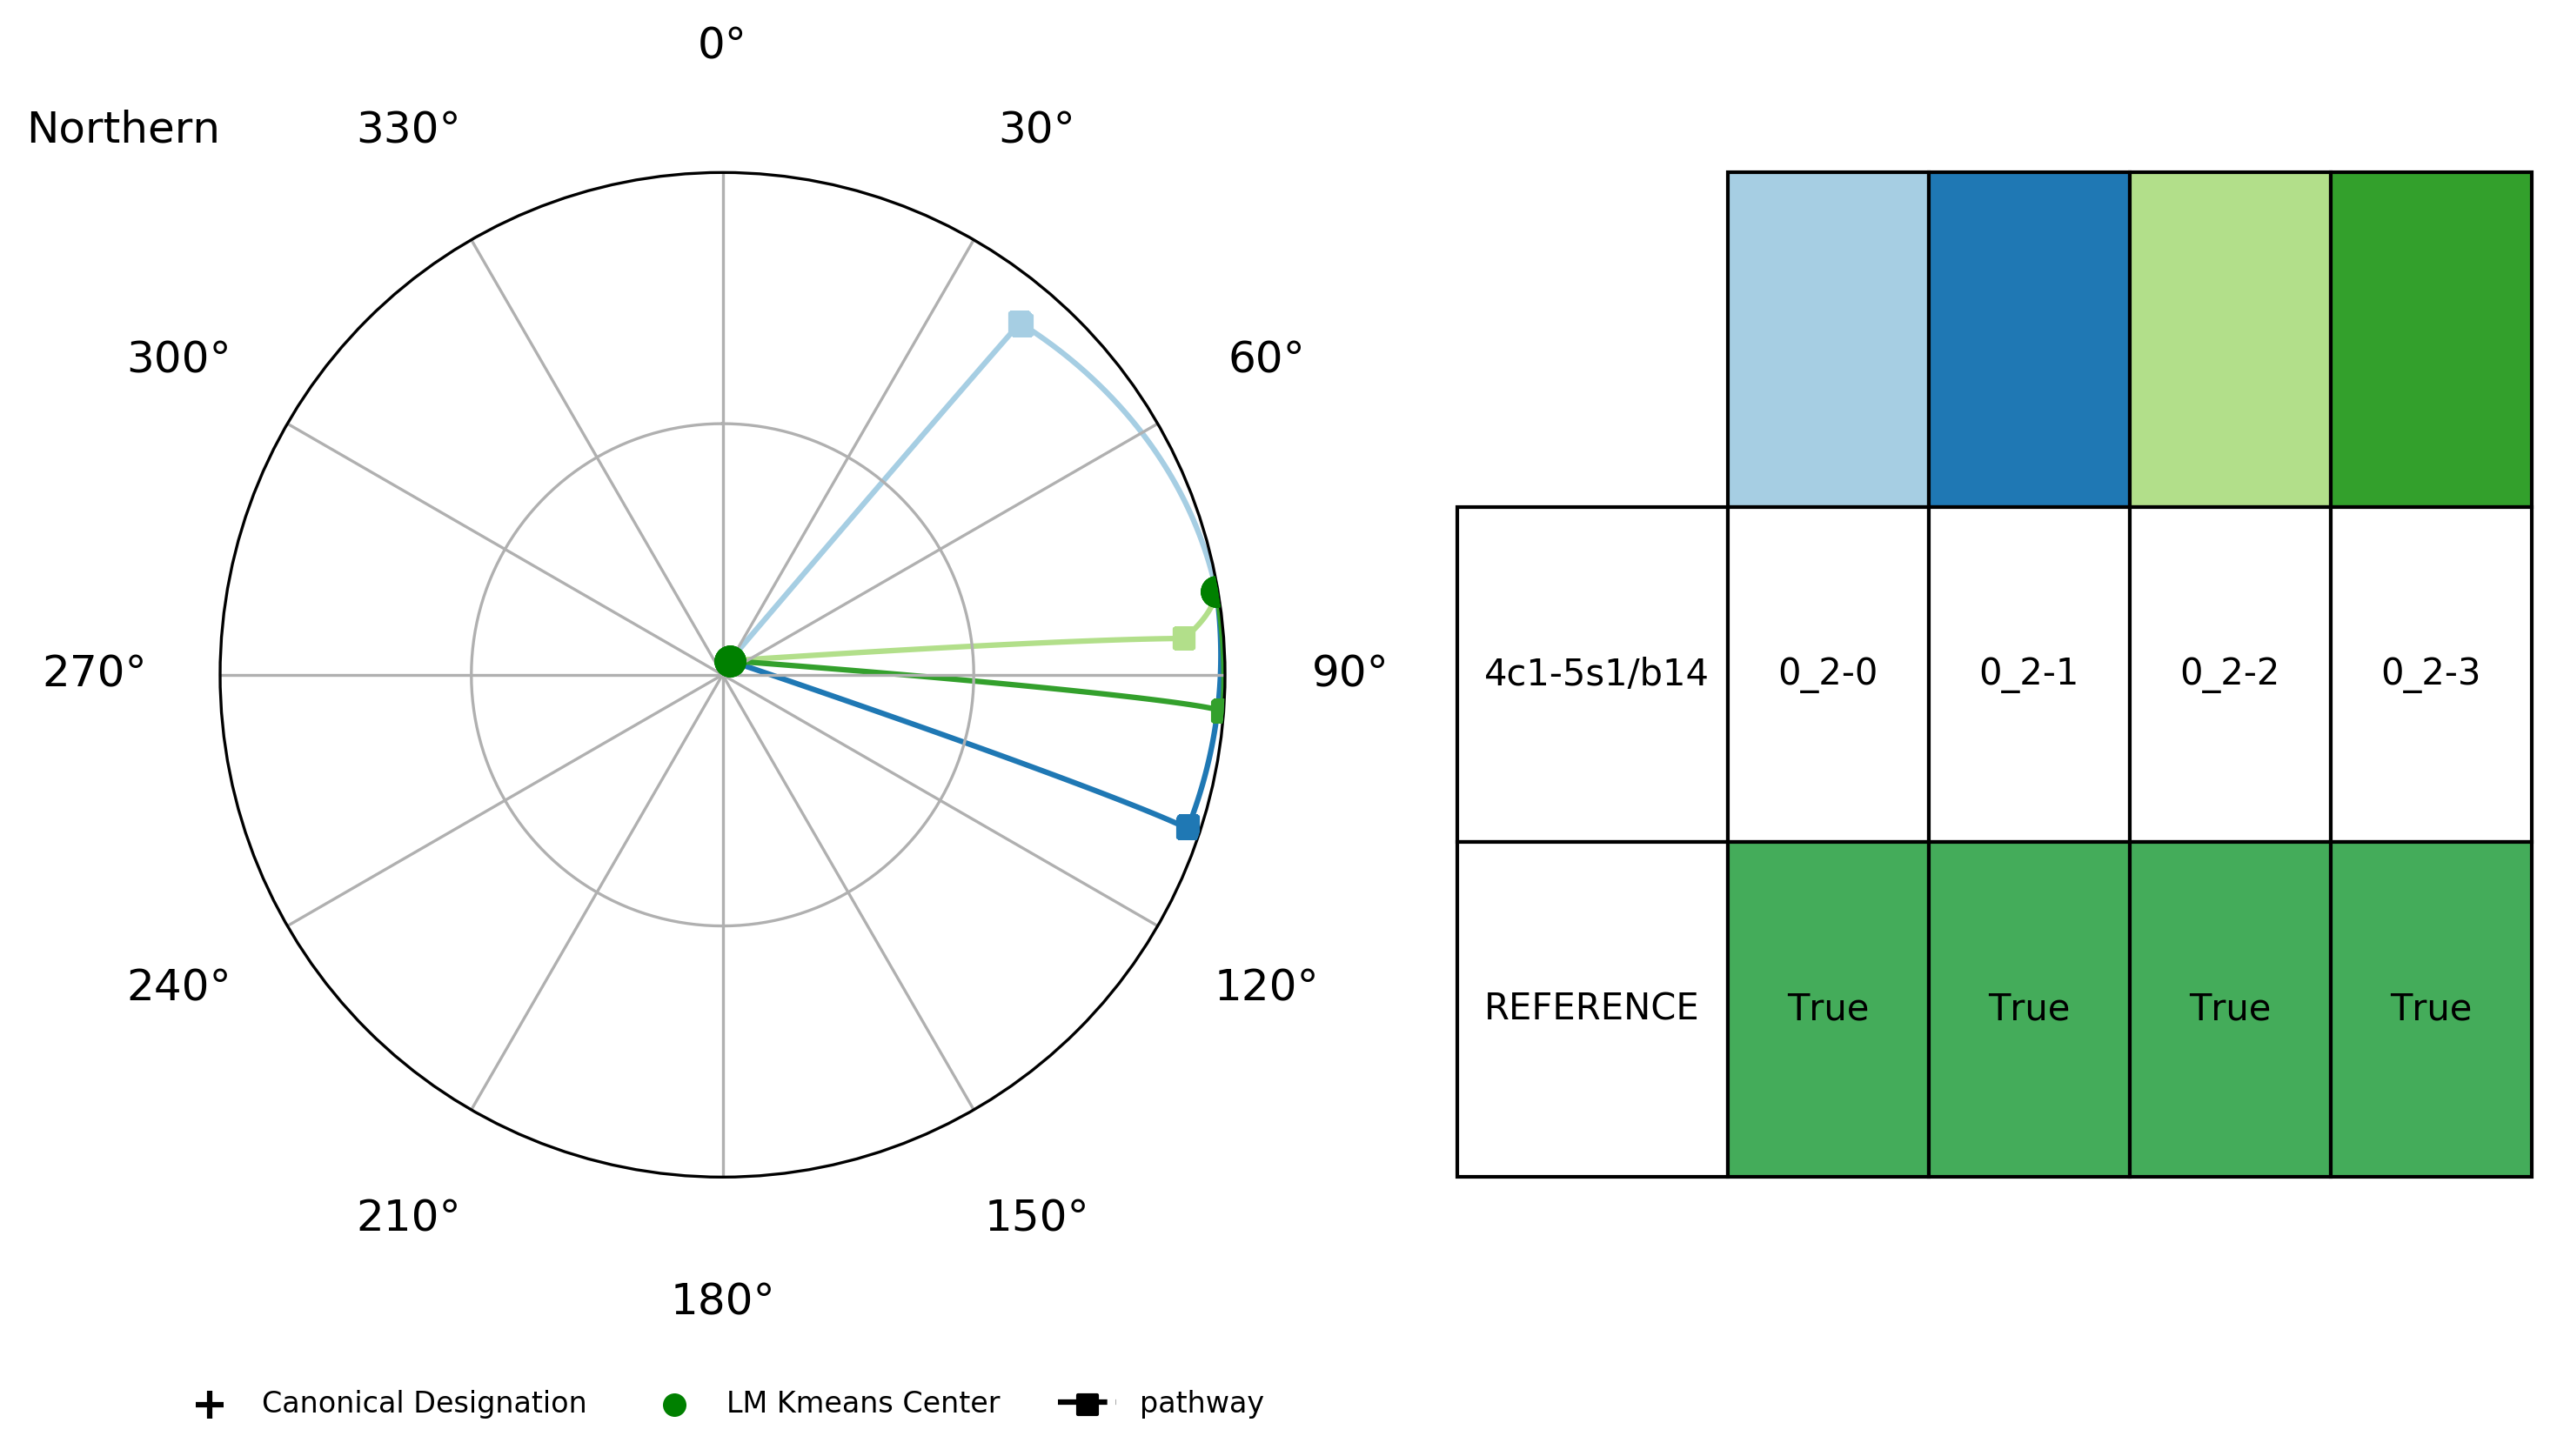 0°
Northern 330° 30°
300° 60°
270° 90°
4c1-5s1/b14 0_2-0 0_2-1 0_2-2 0_2-3
240° 120°
REFERENCE True True True True
210° 150°
180°
Canonical Designation LM Kmeans Center pathway